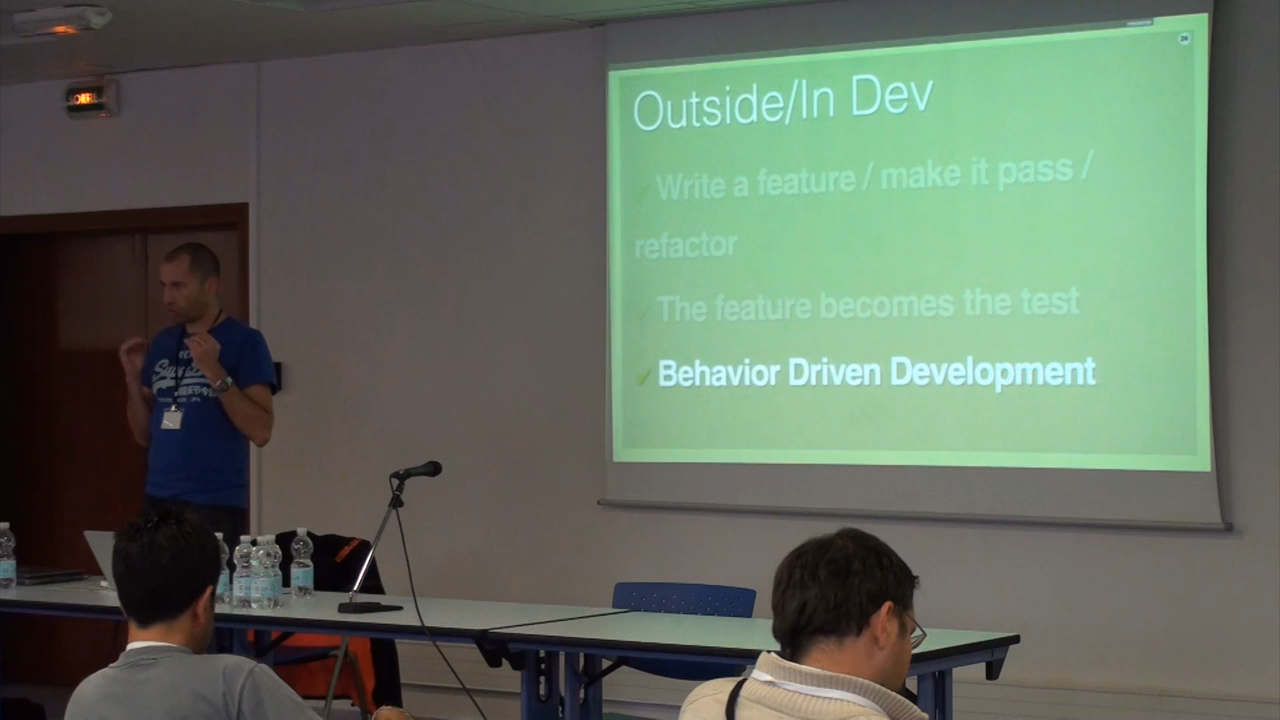 Outside/In Dev
Write a feature / make it pass /
refactor
The feature becomes the test
Behavior Driven Development